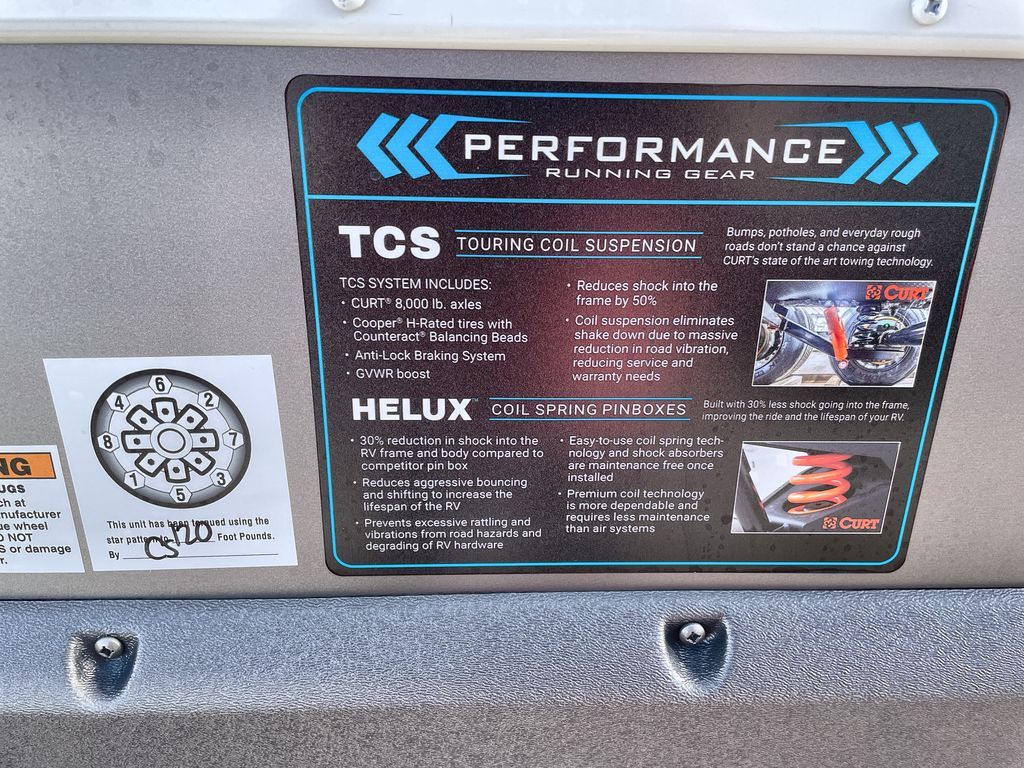 PERFORMANCE
RUNNING GEAR
TCS TOURING COIL SUSPENSION
Bumps, potholes, and everyday rough
roads don't stand a chance against
CURT's state of the art towing technology.
TCS SYSTEM INCLUDES:
• CURT® 8,000 lb. axles
• Cooper® H-Rated tires with
Counteract® Balancing Beads
• Anti-Lock Braking System
• GVWR boost
• Reduces shock into the
frame by 50%
• Coil suspension eliminates
shake down due to massive
reduction in road vibration,
reducing service and
warranty needs
CURT
HELUX™ COIL SPRING PINBOXES
Built with 30% less shock going into the frame,
improving the ride and the lifespan of your RV.
• 30% reduction in shock into the
RV frame and body compared to
competitor pin box
• Reduces aggressive bouncing
and shifting to increase the
lifespan of the RV
• Prevents excessive rattling and
vibrations from road hazards and
degrading of RV hardware
• Easy-to-use coil spring tech-
nology and shock absorbers
are maintenance free once
installed
• Premium coil technology
is more dependable and
requires less maintenance
than air systems
CURT
6
4 2
8 7
1 3
5
This unit has been torqued using the
star pattern to 120 Foot Pounds.
By CS
NG
UGS
ch at
nufacturer
ue wheel
O NOT
S or damage
r.